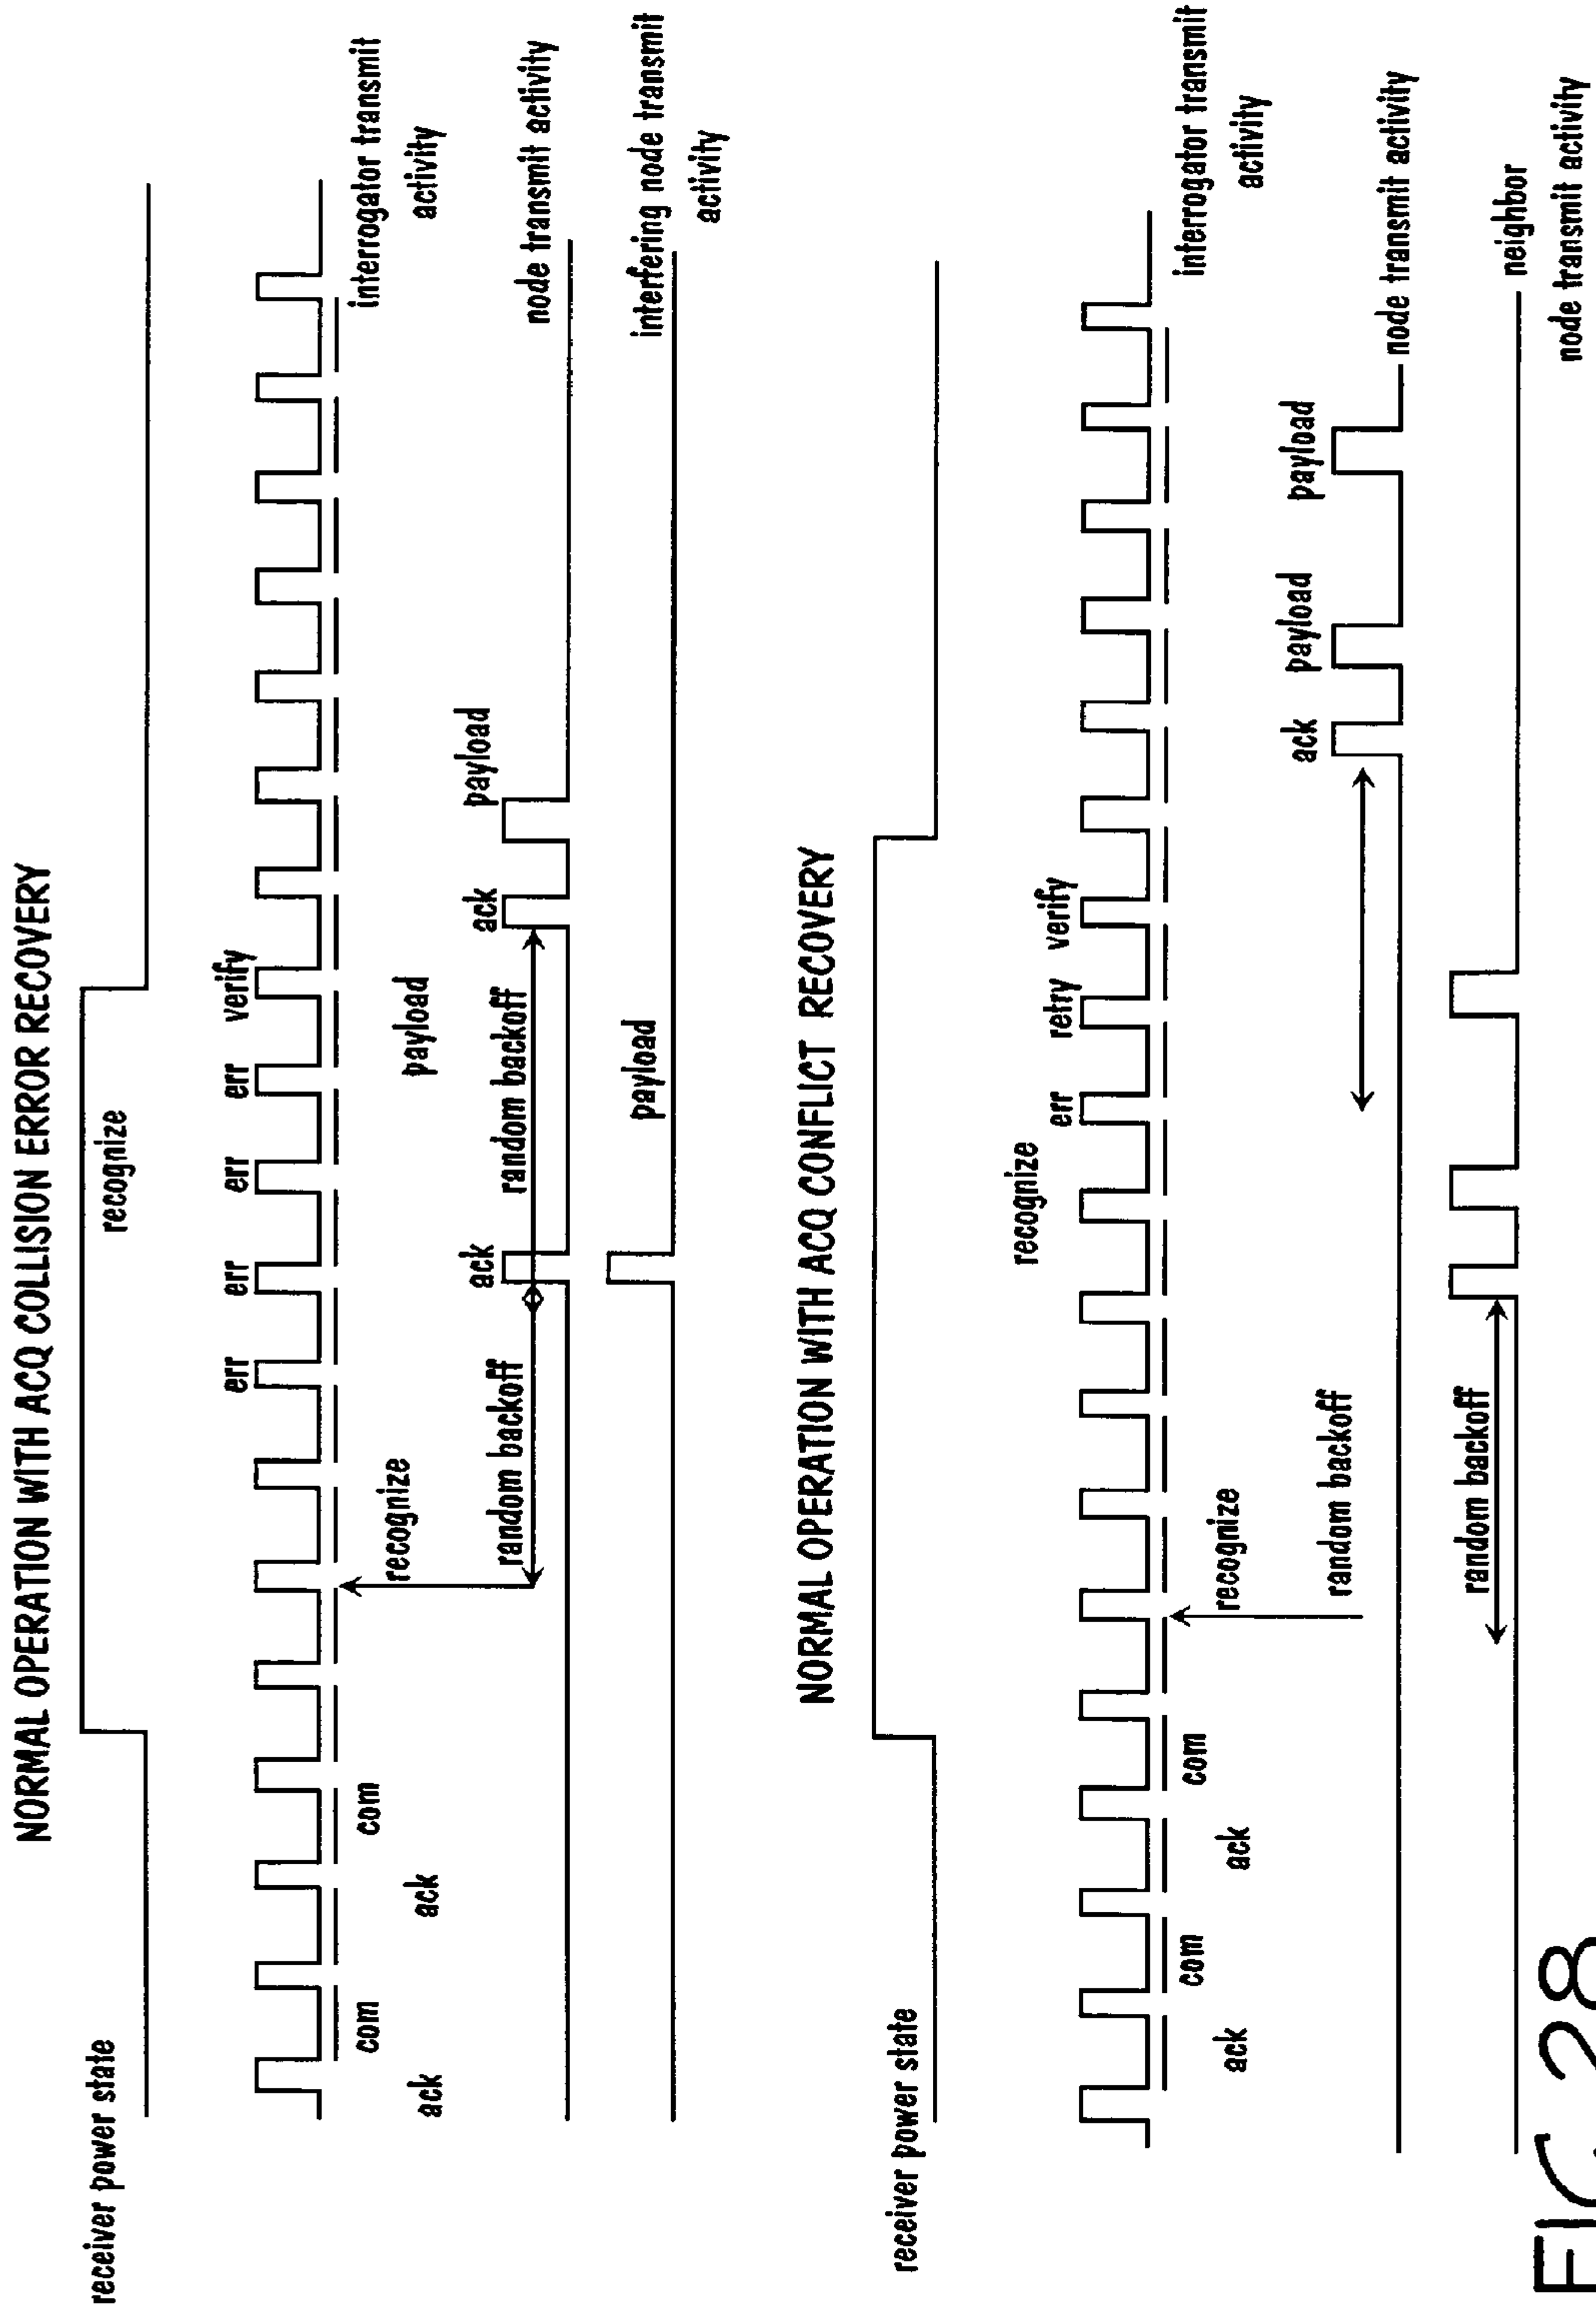 NORMAL OPERATION WITH ACQ COLLISION ERROR RECOVERY
receiver power state
recognize
err
err
err
err
verify
com
com
recognize
interrogator transmit
activity
ack
ack
payload
ack
ack
payload
random backoff
random backoff
node transmit activity
payload
interfering node transmit
activity
NORMAL OPERATION WITH ACQ CONFLICT RECOVERY
receiver power state
recognize
err
retry
verify
com
com
interrogator transmit
activity
ack
ack
recognize
ack
payload
payload
random backoff
node transmit activity
random backoff
neighbor
node transmit activity
FIG 28